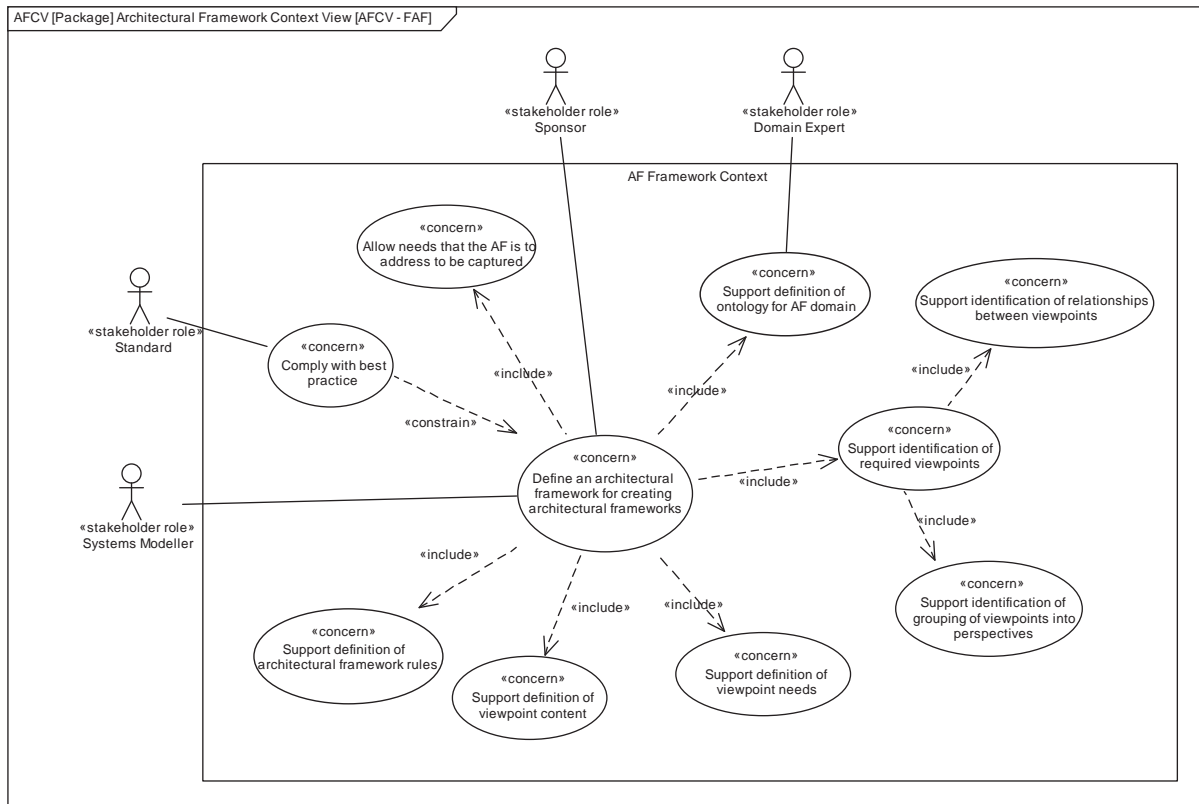 AFCV [Package] Architectural Framework Context View [AFCV - FAF]
«stakeholder role»
Sponsor
«stakeholder role»
Domain Expert
AF Framework Context
«concern»
Allow needs that the AF is to
address to be captured
«concern»
Support definition of
ontology for AF domain
«concern»
Support identification of relationships
between viewpoints
«stakeholder role»
Standard
«concern»
Comply with best
practice
«include»
«include»
«include»
«constrain»
«concern»
Support identification of
required viewpoints
«concern»
Define an architectural
framework for creating
architectural frameworks
«include»
«stakeholder role»
Systems Modeller
«include»
«include»
«include»
«include»
«concern»
Support identification of
grouping of viewpoints into
perspectives
«concern»
Support definition of
architectural framework rules
«concern»
Support definition of
viewpoint content
«concern»
Support definition of
viewpoint needs